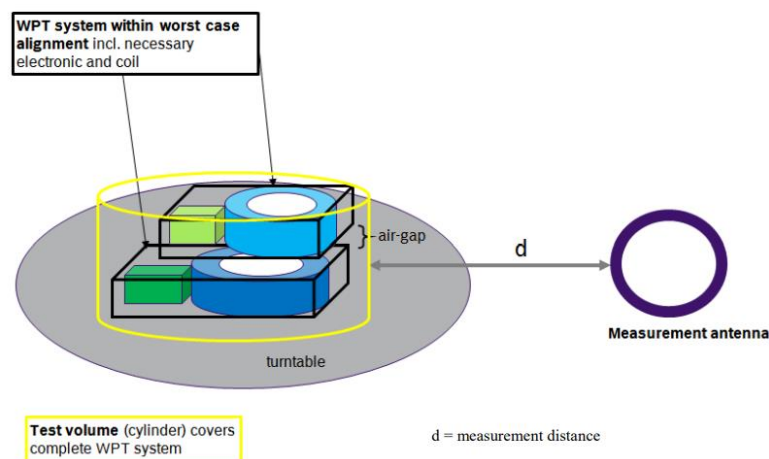 WPT system within worst case
alignment incl. necessary
electronic and coil
air-gap
d
Measurement antenna
turntable
Test volume (cylinder) covers
complete WPT system
d = measurement distance